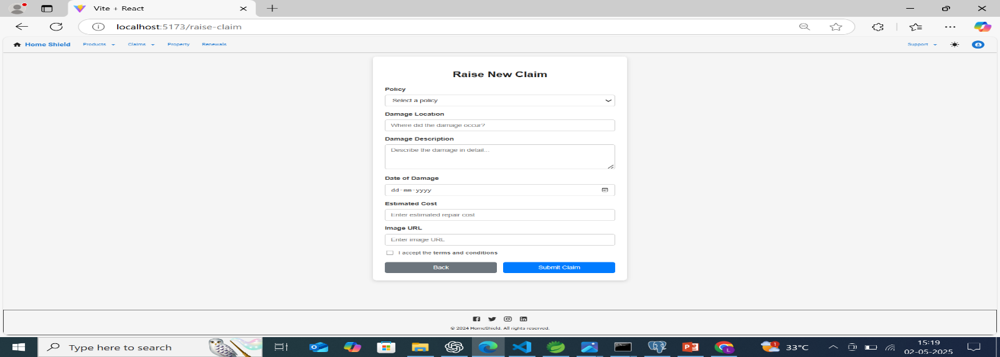 Vite + React
localhost:5173/raise-claim
Home Shield Products Claims Property Renewals Support
Raise New Claim
Policy
Select a policy
Damage Location
Where did the damage occur?
Damage Description
Describe the damage in detail...
Date of Damage
dd-mm-yyyy
Estimated Cost
Enter estimated repair cost
Image URL
Enter image URL
I accept the terms and conditions
Back Submit Claim
© 2024 HomeShield. All rights reserved.
Type here to search
1 33°C
15:19
02-05-2025